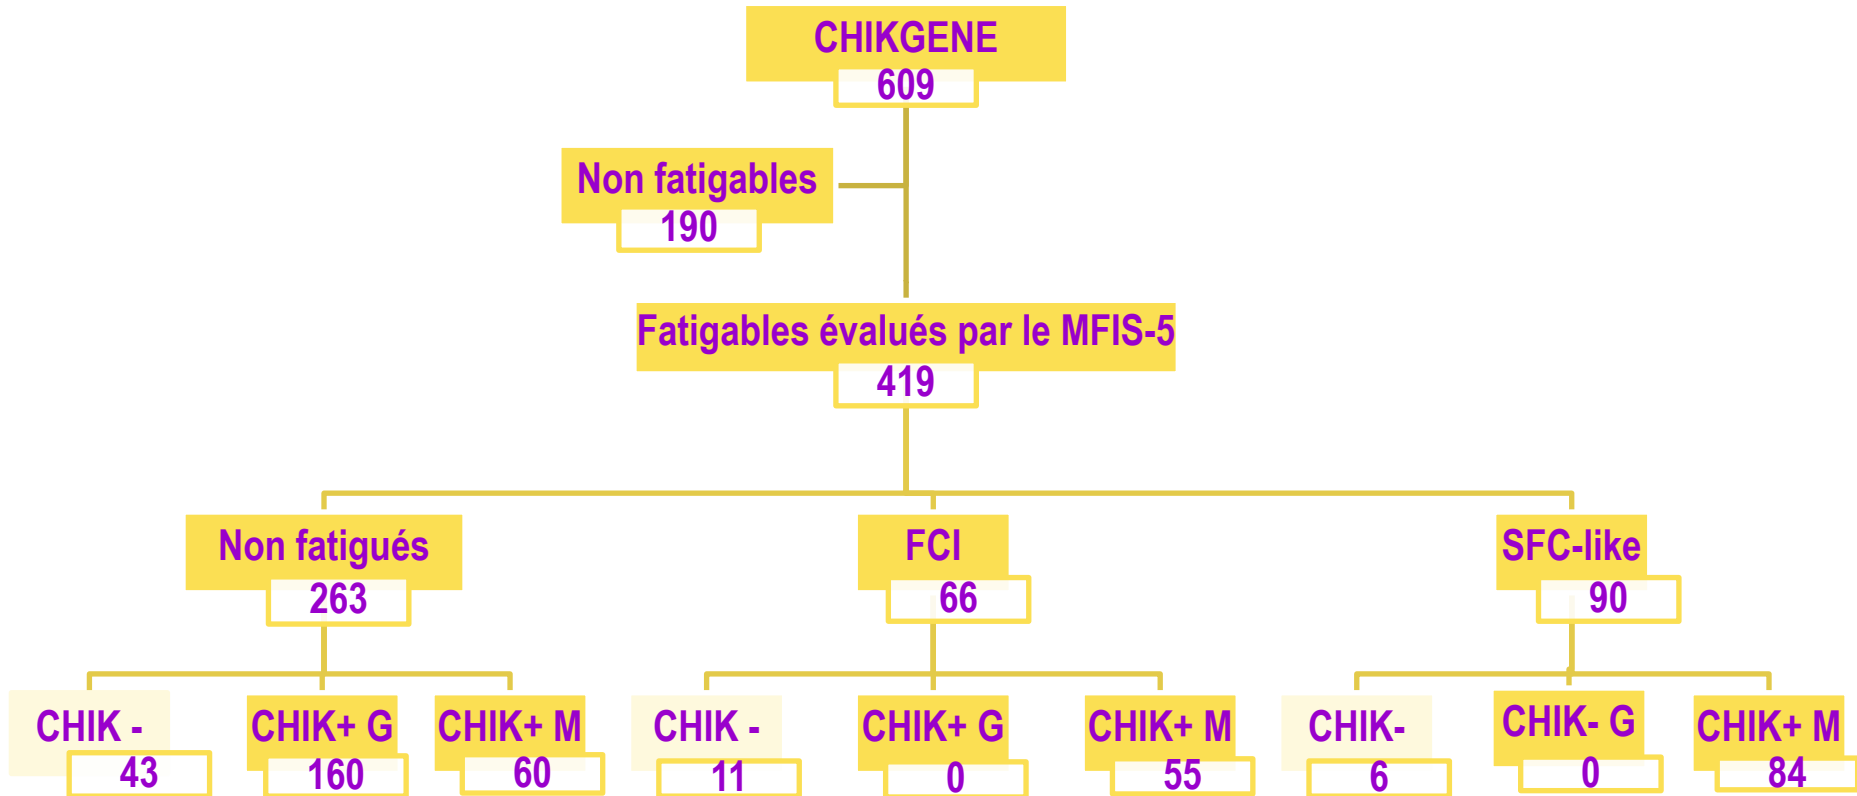 CHIKGENE
609
Non fatigables
190
Fatigables évalués par le MFIS-5
419
Non fatigués
263
FCI
66
SFC-like
90
CHIK -
43
CHIK+ G
160
CHIK+ M
60
CHIK -
11
CHIK+ G
0
CHIK+ M
55
CHIK-
6
CHIK- G
0
CHIK+ M
84